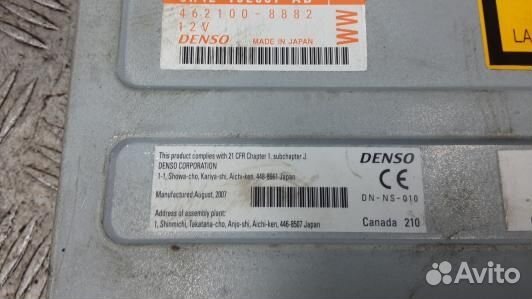 462100-8882
12V
DENSO MADE IN JAPAN
WW
LA
This product complies with 21 CFR Chapter 1, subchapter J.
DENSO CORPORATION
1-1, Showa-cho, Kariya-shi, Aichi-ken, 448-8661 Japan
Manufactured:August, 2007
Address of assembly plant:
1, Shinmichi, Takatana-cho, Anjo-shi, Aichi-ken, 446-8507 Japan
DENSO
CE
DN-NS-010
Canada 210
Avito